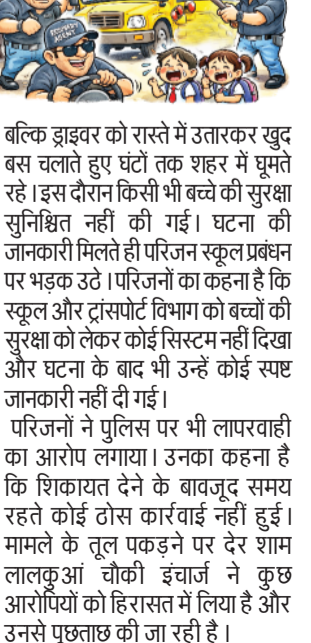 बल्कि ड्राइवर को रास्ते में उतारकर खुद
बस चलाते हुए घंटों तक शहर में घूमते
रहे। इस दौरान किसी भी बच्चे की सुरक्षा
सुनिश्चित नहीं की गई। घटना की
जानकारी मिलते ही परिजन स्कूल प्रबंधन
पर भड़क उठे। परिजनों का कहना है कि
स्कूल और ट्रांसपोर्ट विभाग को बच्चों की
सुरक्षा को लेकर कोई सिस्टम नहीं दिखा
और घटना के बाद भी उन्हें कोई स्पष्ट
जानकारी नहीं दी गई।
परिजनों ने पुलिस पर भी लापरवाही
का आरोप लगाया। उनका कहना है
कि शिकायत देने के बावजूद समय
रहते कोई ठोस कार्रवाई नहीं हुई।
मामले के तूल पकड़ने पर देर शाम
लालकुआं चौकी इंचार्ज ने कुछ
आरोपियों को हिरासत में लिया है और
उनसे पूछताछ की जा रही है।